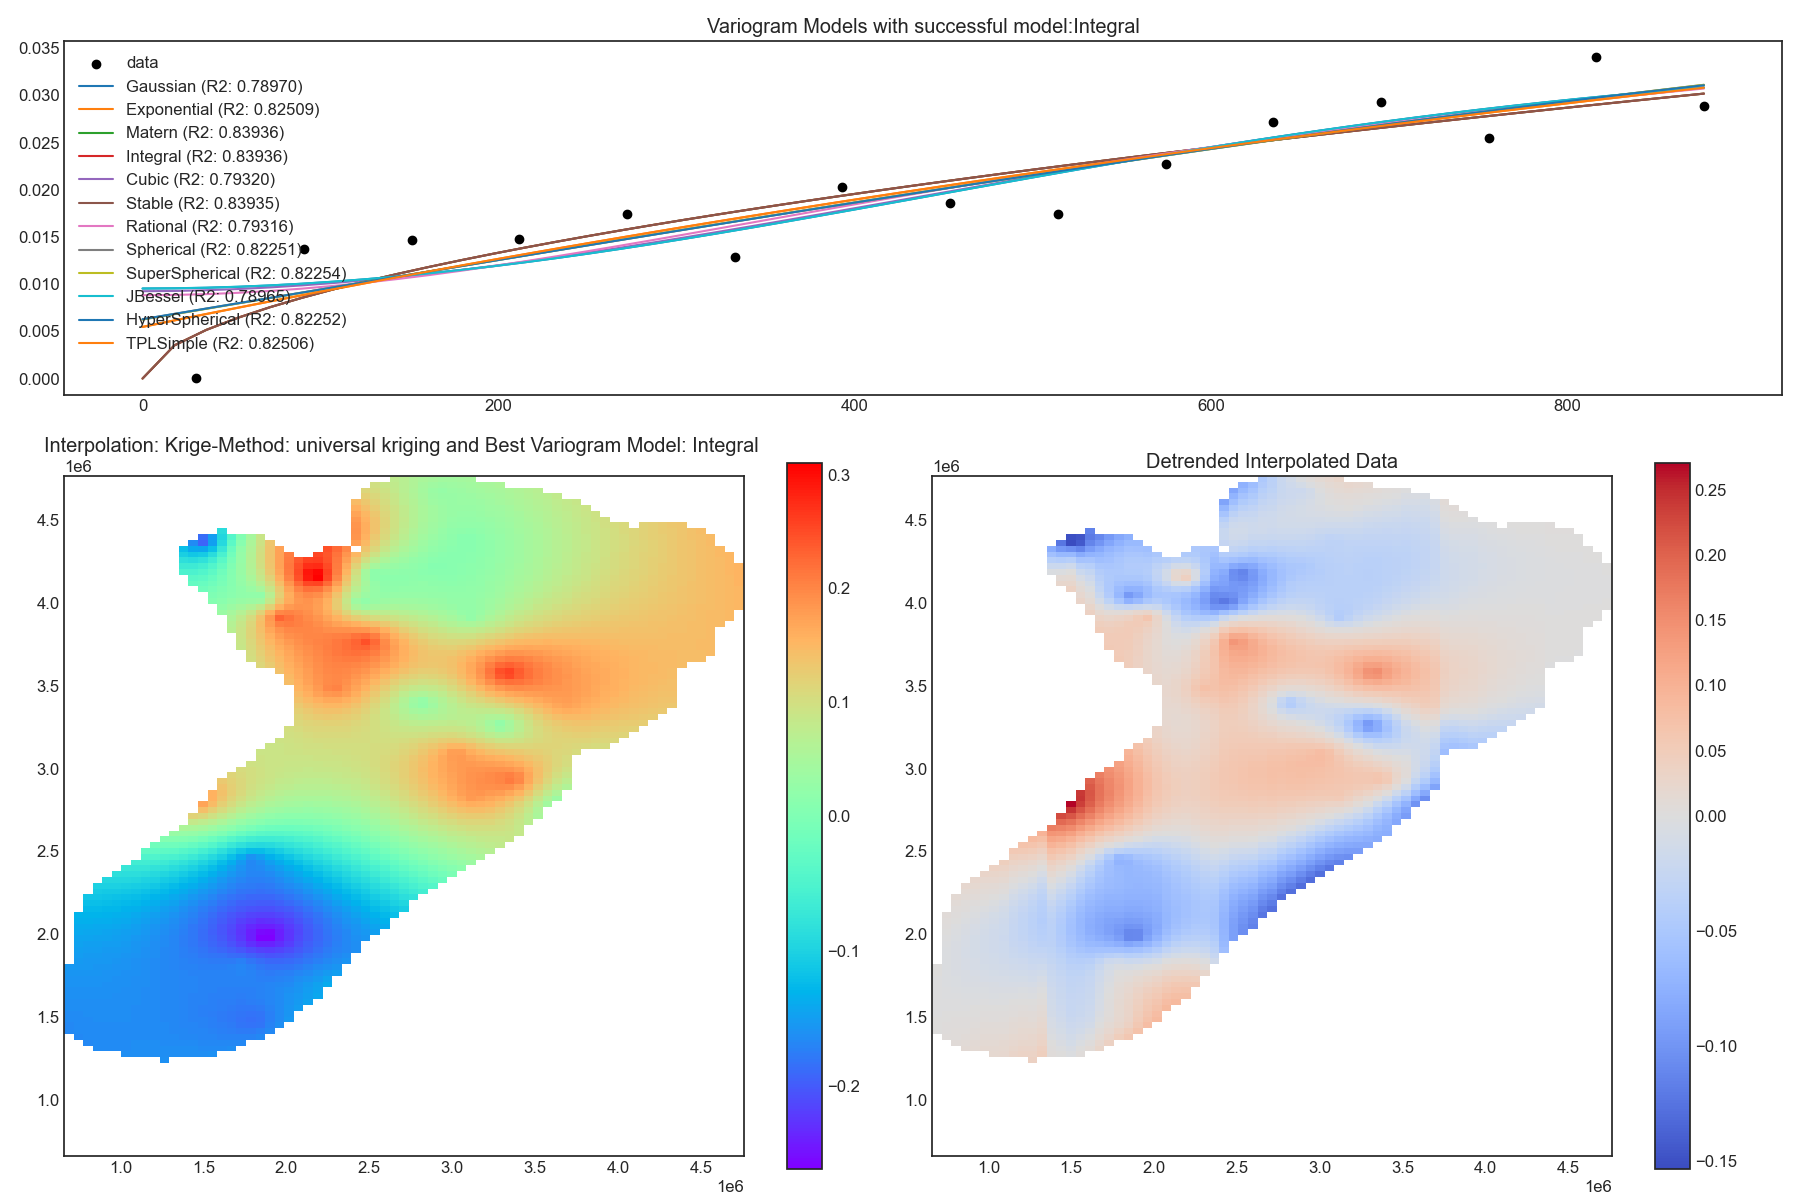 Variogram Models with successful model:Integral
0.035
0.030
0.025
0.020
0.015
0.010
0.005
0.000
data
Gaussian (R2: 0.78970)
Exponential (R2: 0.82509)
Matern (R2: 0.83936)
Integral (R2: 0.83936)
Cubic (R2: 0.79320)
Stable (R2: 0.83935)
Rational (R2: 0.79316)
Spherical (R2: 0.82251)
SuperSpherical (R2: 0.82254)
JBessel (R2: 0.78965)
HyperSpherical (R2: 0.82252)
TPLSimple (R2: 0.82506)
0 200 400 600 800
Interpolation: Krige-Method: universal kriging and Best Variogram Model: Integral
1e6
4.5
4.0
3.5
3.0
2.5
2.0
1.5
1.0
1.0 1.5 2.0 2.5 3.0 3.5 4.0 4.5
1e6
0.3
0.2
0.1
0.0
−0.1
−0.2
Detrended Interpolated Data
1e6
4.5
4.0
3.5
3.0
2.5
2.0
1.5
1.0
1.0 1.5 2.0 2.5 3.0 3.5 4.0 4.5
1e6
0.25
0.20
0.15
0.10
0.05
0.00
−0.05
−0.10
−0.15